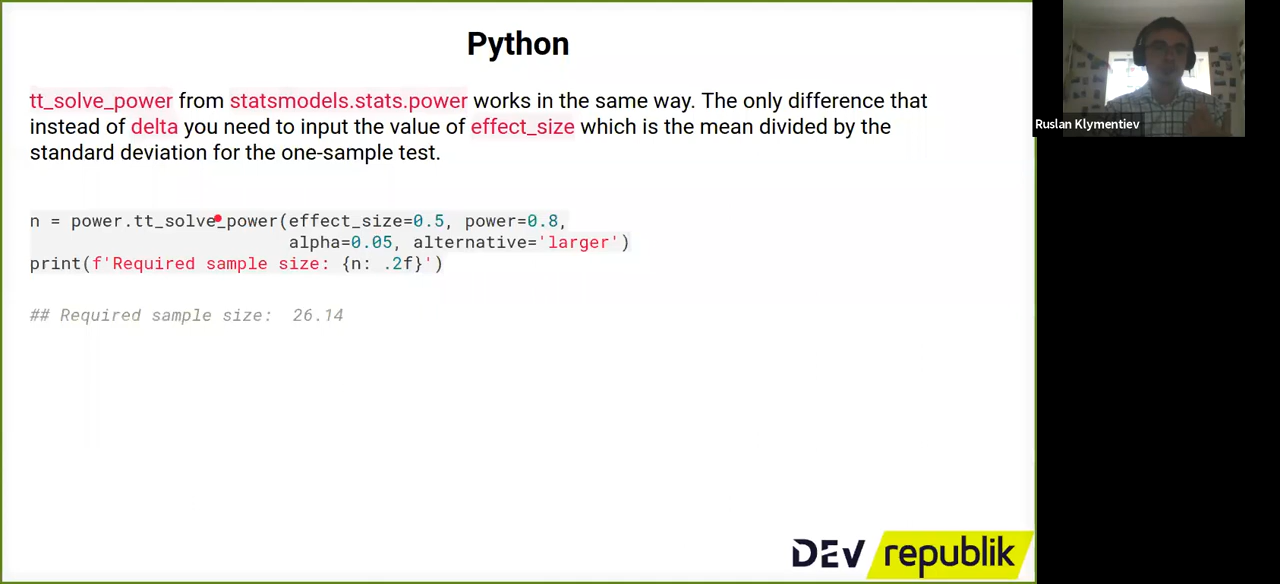 Python
tt_solve_power from statsmodels.stats.power works in the same way. The only difference that
instead of delta you need to input the value of effect_size which is the mean divided by the
standard deviation for the one-sample test.
n = power.tt_solve_power(effect_size=0.5, power=0.8,
alpha=0.05, alternative='larger')
print(f'Required sample size: {n: .2f}')
## Required sample size:  26.14
DEV republik
Ruslan Klymentiev